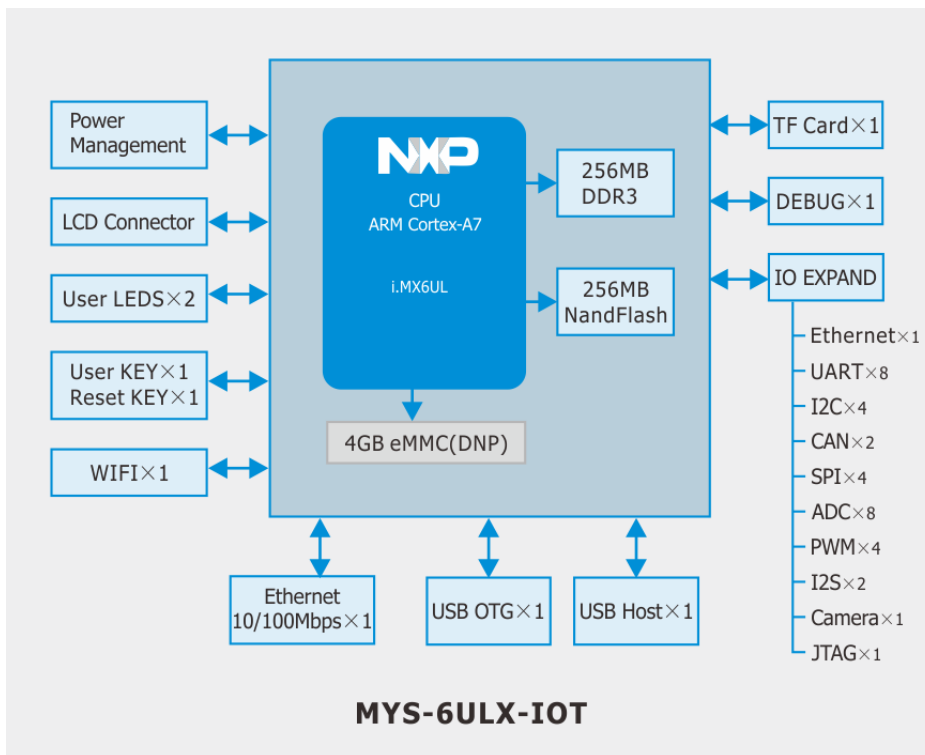 Power
Management
LCD Connector
User LEDS×2
User KEY×1
Reset KEY×1
WIFI×1
NXP
CPU
ARM Cortex-A7
i.MX6UL
256MB
DDR3
256MB
NandFlash
4GB eMMC(DNP)
TF Card×1
DEBUG×1
IO EXPAND
Ethernet×1
UART×8
I2C×4
CAN×2
SPI×4
ADC×8
PWM×4
I2S×2
Camera×1
JTAG×1
Ethernet
10/100Mbps×1
USB OTG×1
USB Host×1
MYS-6ULX-IOT